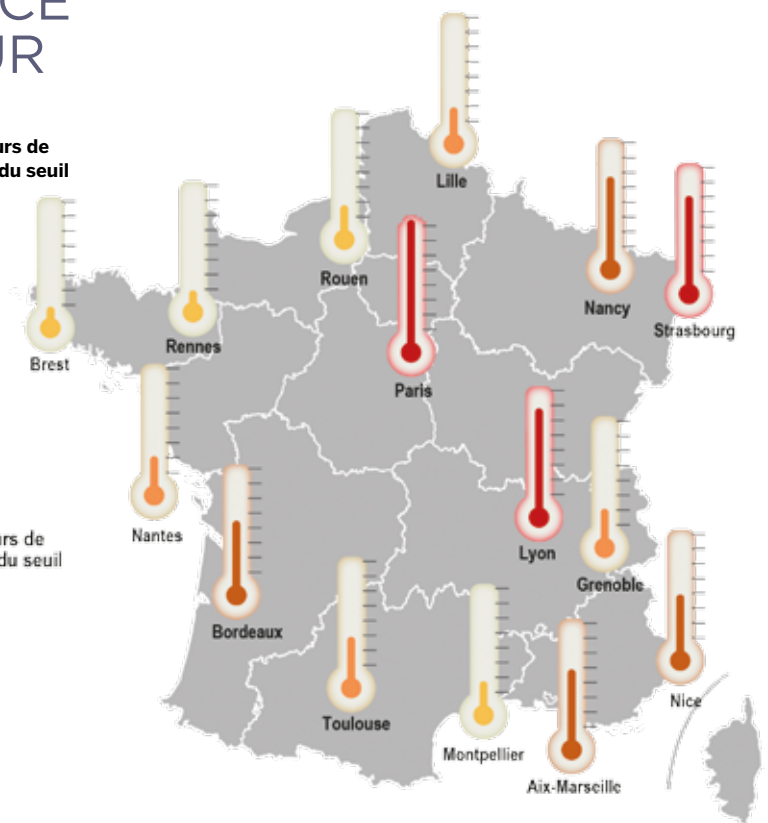 CE
UR
urs de
du seuil
Lille
Rouen
Nancy
Strasbourg
Rennes
Brest
Paris
Nantes
urs de
du seuil
Lyon
Grenoble
Bordeaux
Nice
Toulouse
Montpellier
Aix-Marseille